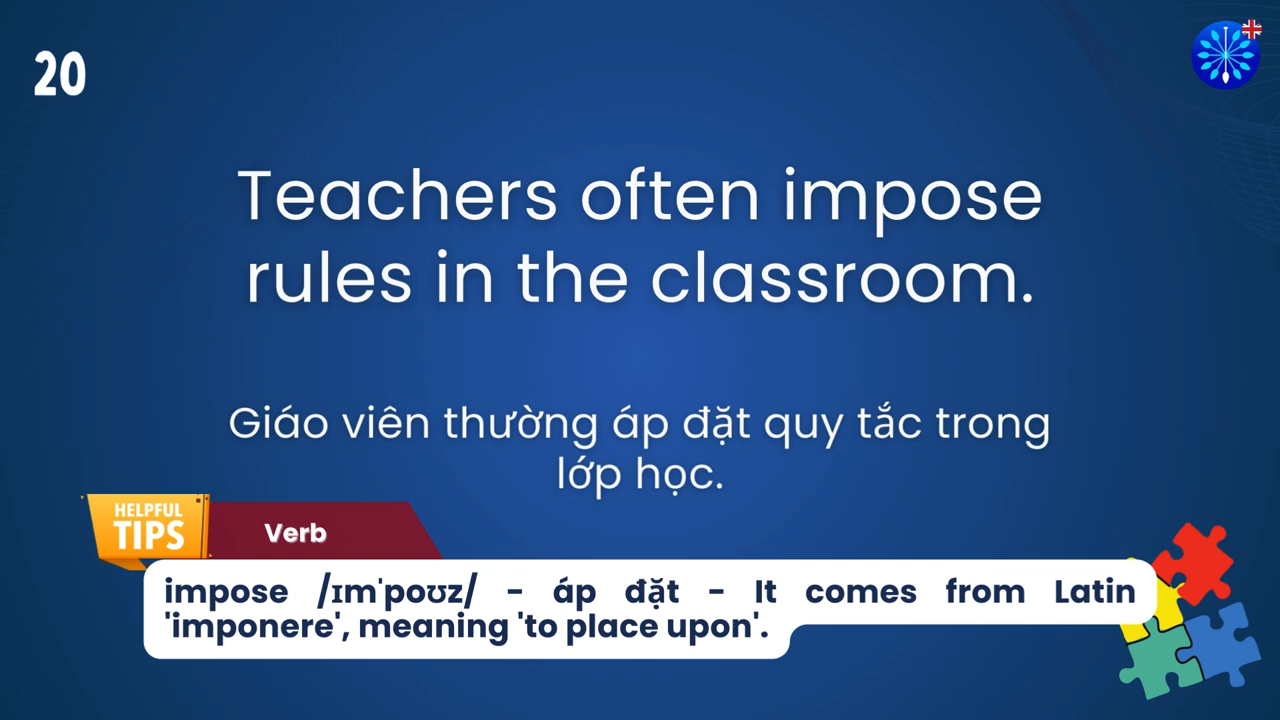 20
Teachers often impose
rules in the classroom.
Giáo viên thường áp đặt quy tắc trong
lớp học.
HELPFUL
TIPS
Verb
impose /ɪmˈpoʊz/ - áp đặt - It comes from Latin
'imponere', meaning 'to place upon'.